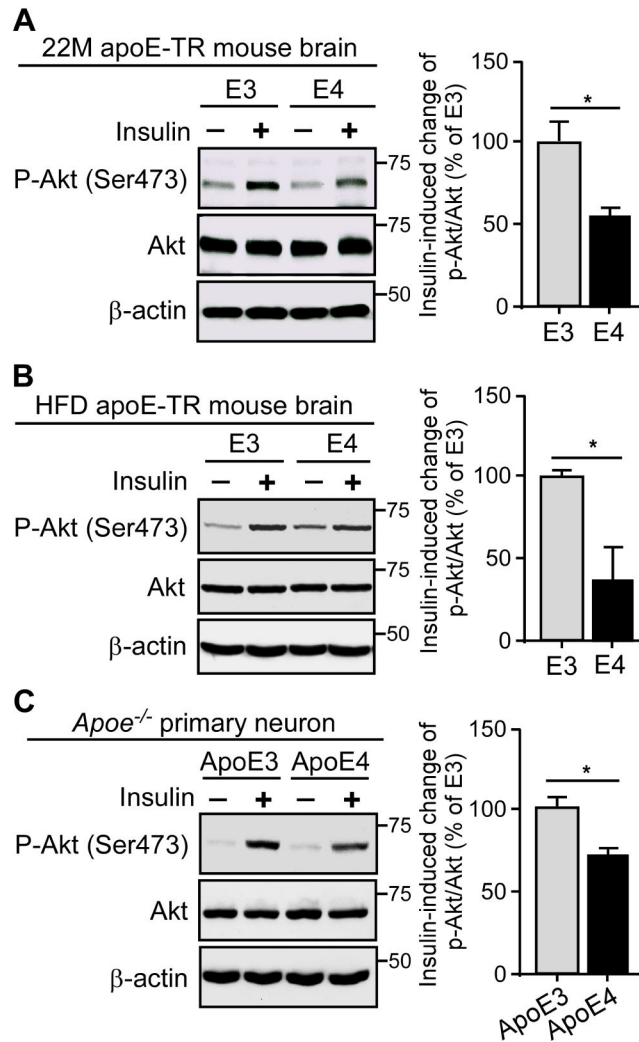 A
22M apoE-TR mouse brain
E3 E4
Insulin − + − +
P-Akt (Ser473)
75
Akt
75
β-actin
50
Insulin-induced change of
p-Akt/Akt (% of E3)
150
100
50
0
*
E3 E4
B
HFD apoE-TR mouse brain
E3 E4
Insulin − + − +
P-Akt (Ser473)
75
Akt
75
β-actin
50
Insulin-induced change of
p-Akt/Akt (% of E3)
150
100
50
0
*
E3 E4
C
Apoe-/- primary neuron
ApoE3 ApoE4
Insulin − + − +
P-Akt (Ser473)
75
Akt
75
β-actin
50
Insulin-induced change of
p-Akt/Akt (% of E3)
150
100
50
0
*
ApoE3 ApoE4